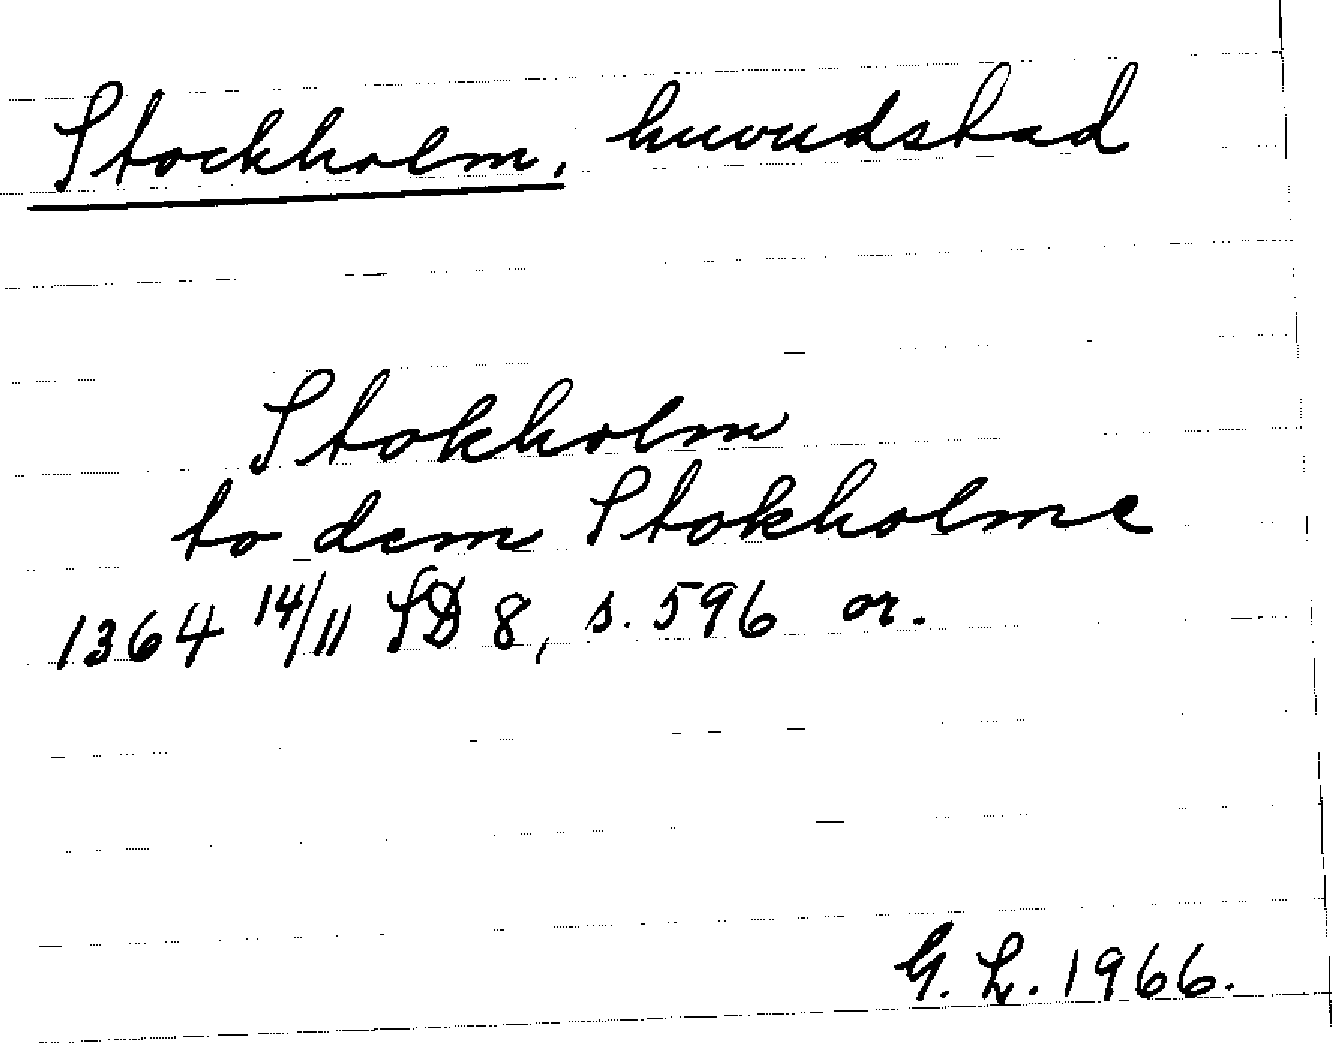 Stockholm, huvudstad
Stokholm
to dem Stokholme
1364 14/11 SD 8, s. 596 or.
G. L. 1966.